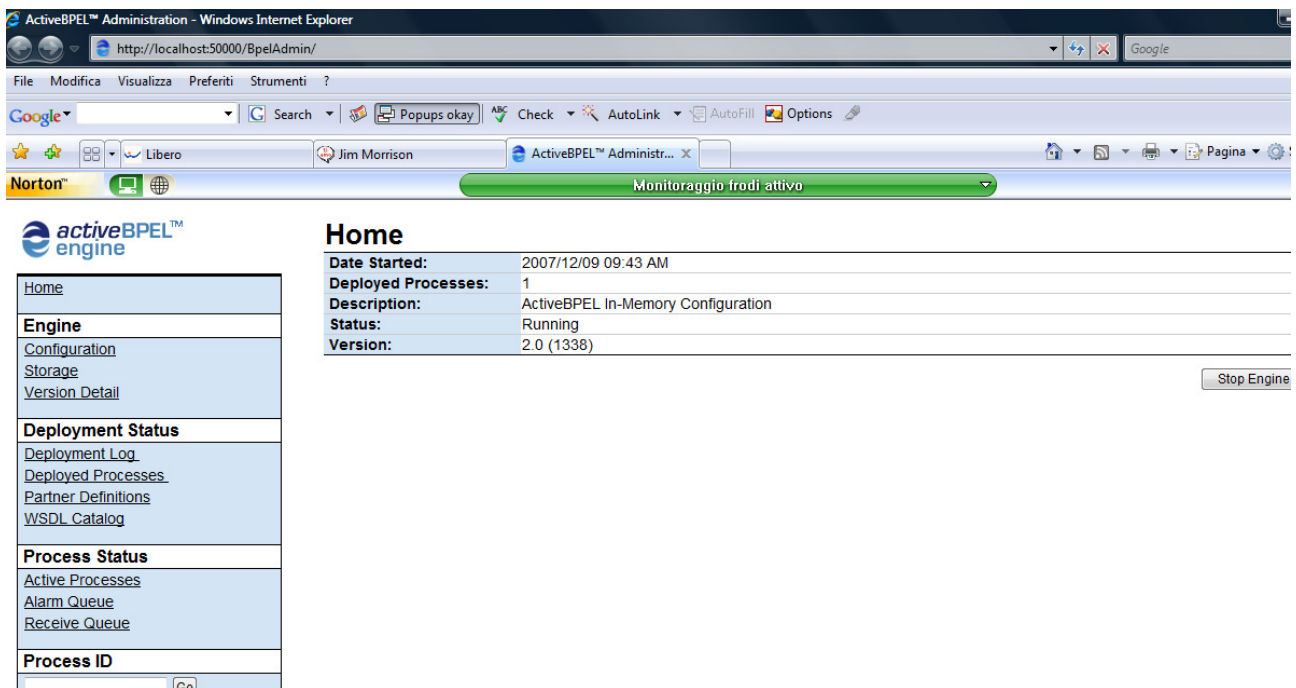 ActiveBPEL™ Administration - Windows Internet Explorer
http://localhost:50000/BpelAdmin/
Google
File Modifica Visualizza Preferiti Strumenti ?
Google Search Popups okay ABC Check AutoLink AutoFill Options
Libero Jim Morrison ActiveBPEL™ Administr... X Pagina
Norton™ Monitoraggio frodi attivo
activeBPEL™
engine
Home
Engine
Configuration
Storage
Version Detail
Deployment Status
Deployment Log
Deployed Processes
Partner Definitions
WSDL Catalog
Process Status
Active Processes
Alarm Queue
Receive Queue
Process ID
Go
Home
Date Started: 2007/12/09 09:43 AM
Deployed Processes: 1
Description: ActiveBPEL In-Memory Configuration
Status: Running
Version: 2.0 (1338)
Stop Engine